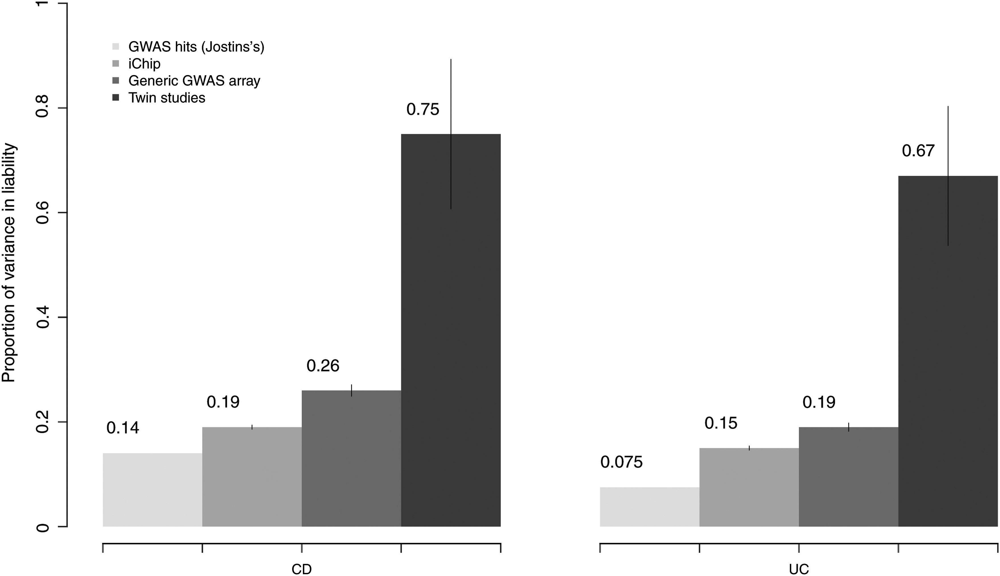 Proportion of variance in liability
1
0.8
0.6
0.4
0.2
0
GWAS hits (Jostins’s)
iChip
Generic GWAS array
Twin studies
0.14
0.19
0.26
0.75
0.075
0.15
0.19
0.67
CD
UC